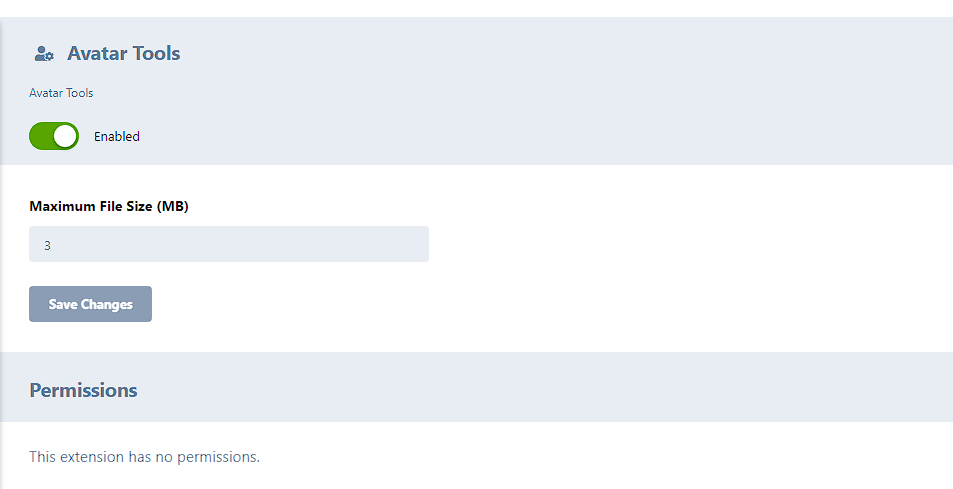 Avatar Tools
Avatar Tools
Enabled
Maximum File Size (MB)
3
Save Changes
Permissions
This extension has no permissions.